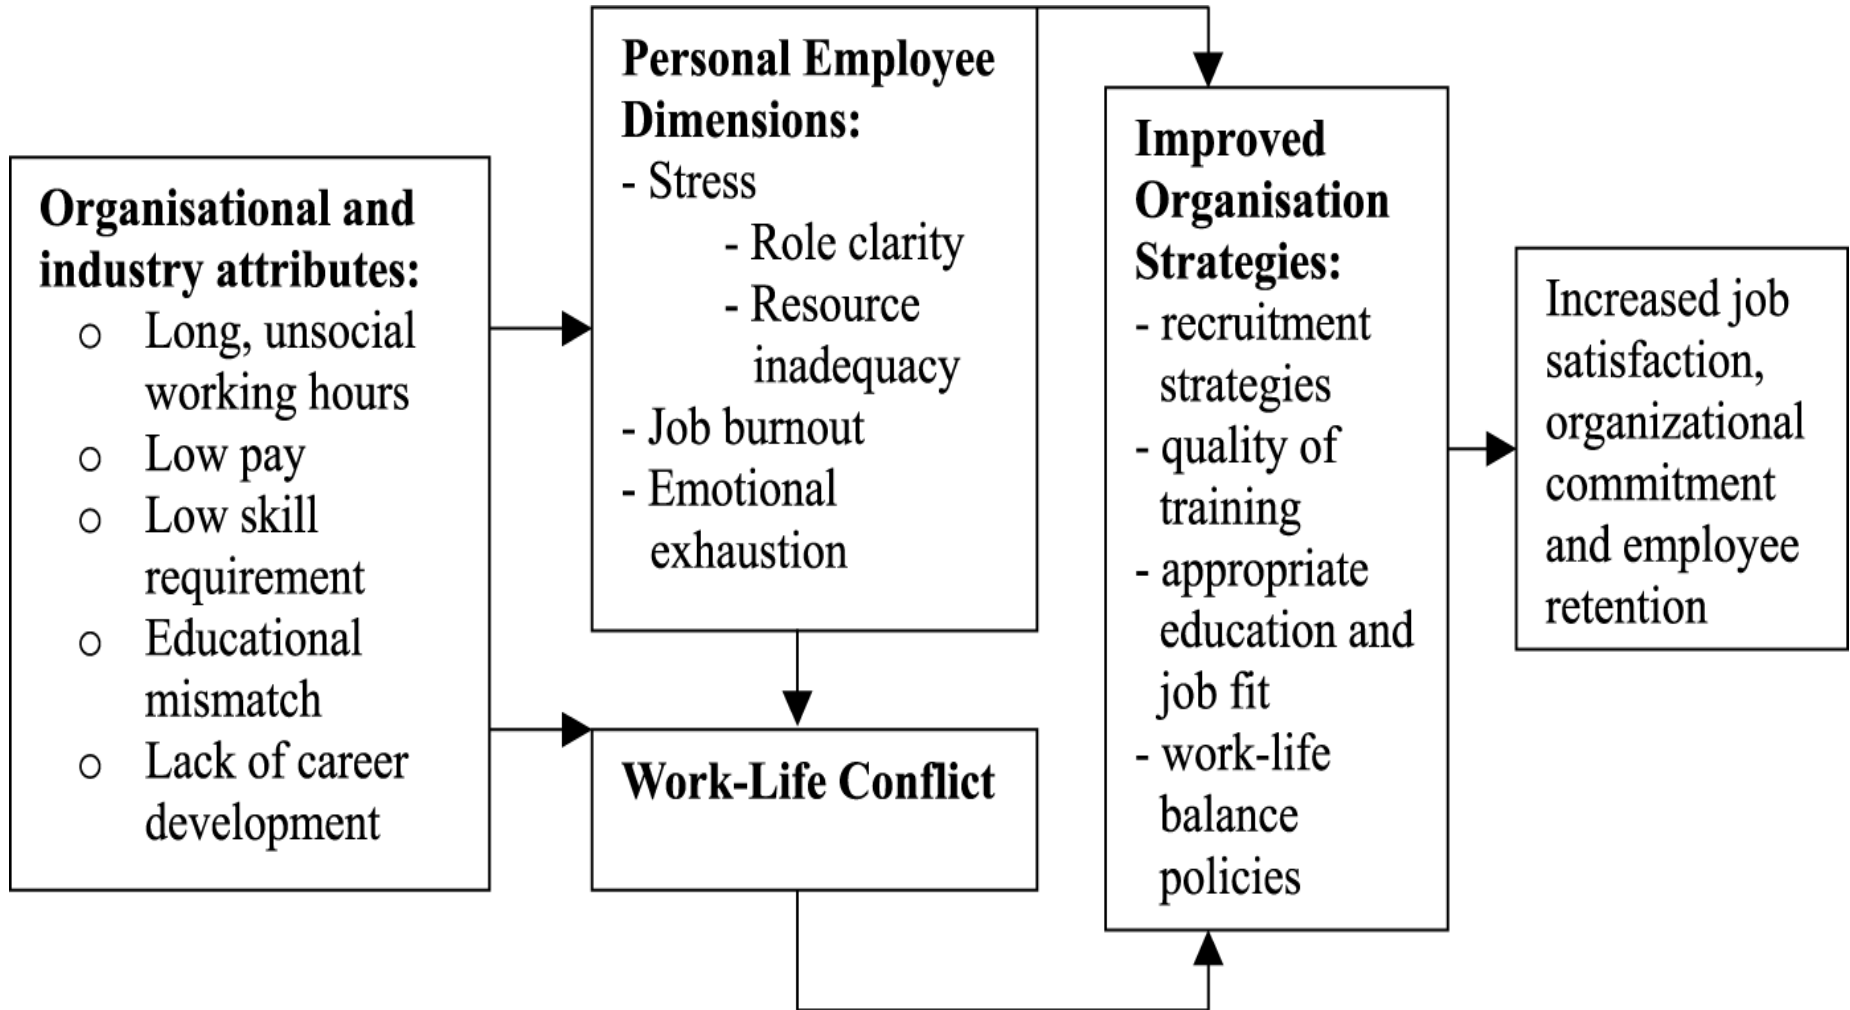 Organisational and
industry attributes:
o Long, unsocial
working hours
o Low pay
o Low skill
requirement
o Educational
mismatch
o Lack of career
development
Personal Employee
Dimensions:
- Stress
- Role clarity
- Resource
inadequacy
- Job burnout
- Emotional
exhaustion
Work-Life Conflict
Improved
Organisation
Strategies:
- recruitment
strategies
- quality of
training
- appropriate
education and
job fit
- work-life
balance
policies
Increased job
satisfaction,
organizational
commitment
and employee
retention